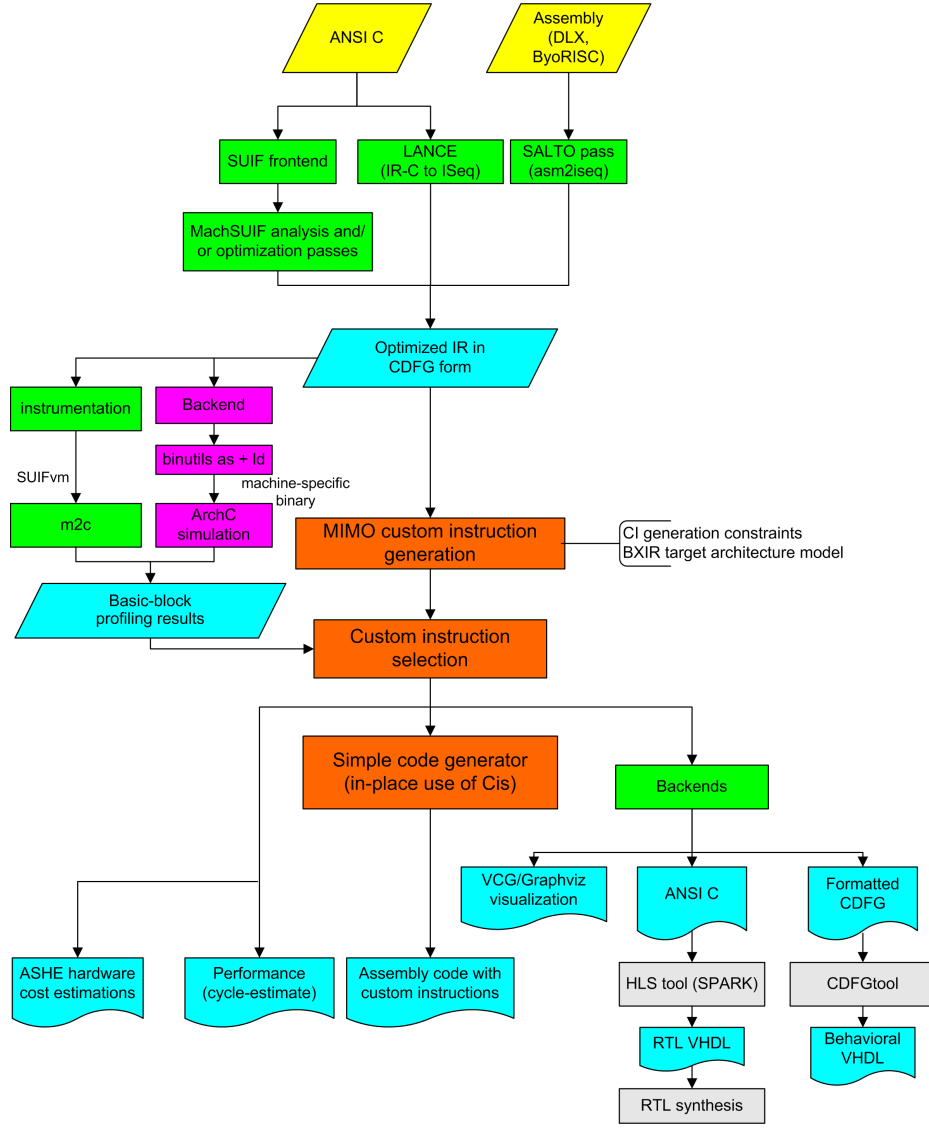 ANSI C
Assembly
(DLX,
ByoRISC)
SUIF frontend
LANCE
(IR-C to ISeq)
SALTO pass
(asm2iseq)
MachSUIF analysis and/
or optimization passes
Optimized IR in
CDFG form
instrumentation
Backend
binutils as + ld
SUIFvm
machine-specific
binary
m2c
ArchC
simulation
MIMO custom instruction
generation
CI generation constraints
BXIR target architecture model
Basic-block
profiling results
Custom instruction
selection
Simple code generator
(in-place use of Cis)
Backends
VCG/Graphviz
visualization
ANSI C
Formatted
CDFG
ASHE hardware
cost estimations
Performance
(cycle-estimate)
Assembly code with
custom instructions
HLS tool (SPARK)
CDFGtool
RTL VHDL
Behavioral
VHDL
RTL synthesis